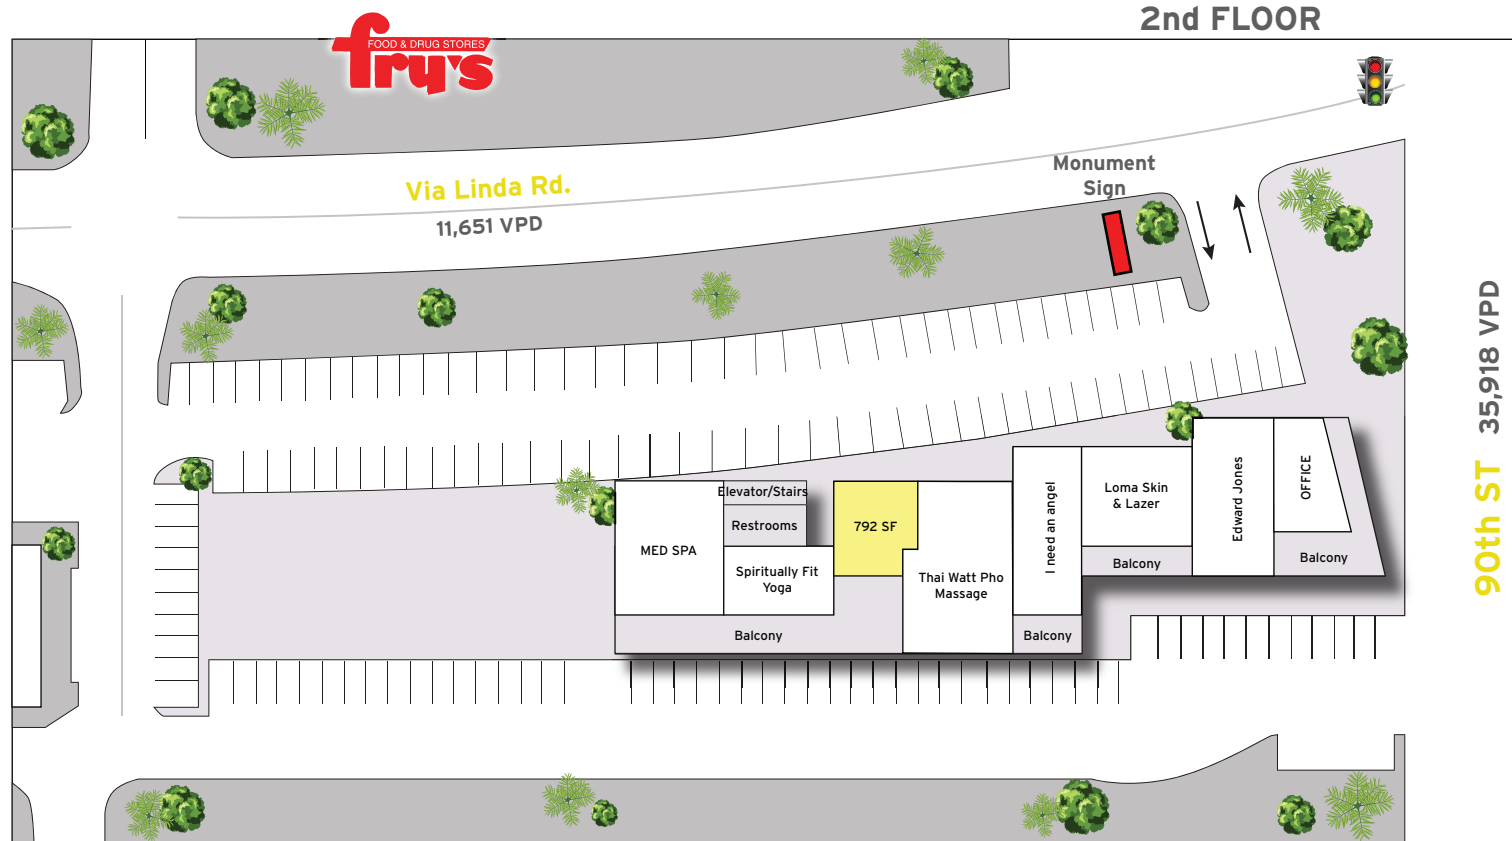 2nd FLOOR
FOOD & DRUG STORES
fry's
Monument
Sign
Via Linda Rd.
11,651 VPD
90th ST 35,918 VPD
Elevator/Stairs
Restrooms
MED SPA
Spiritually Fit
Yoga
Balcony
792 SF
Thai Watt Pho
Massage
I need an angel
Balcony
Loma Skin
& Lazer
Balcony
Edward Jones
OFFICE
Balcony